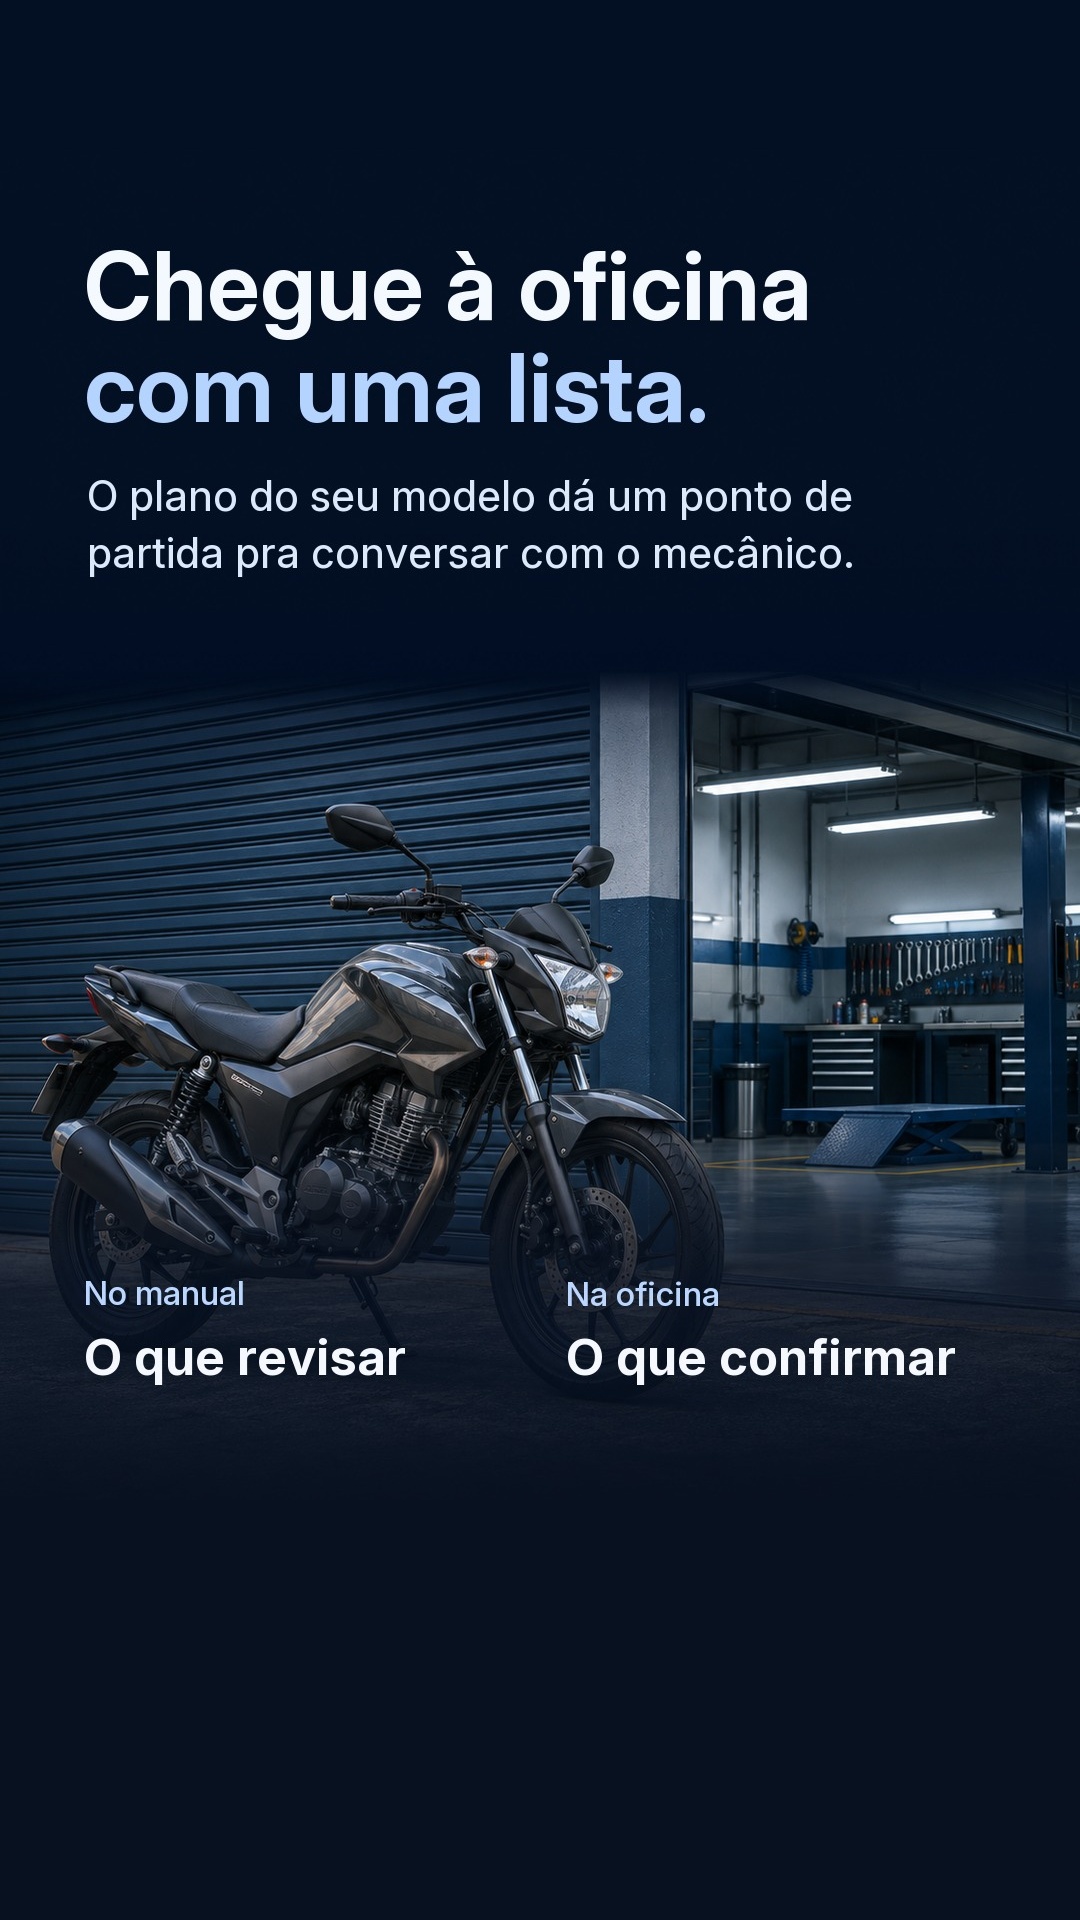 Chegue à oficina
com uma lista.
O plano do seu modelo dá um ponto de
partida pra conversar com o mecânico.
No manual
O que revisar
Na oficina
O que confirmar